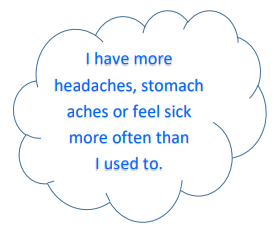 I have more
headaches, stomach
aches or feel sick
more often than
I used to.